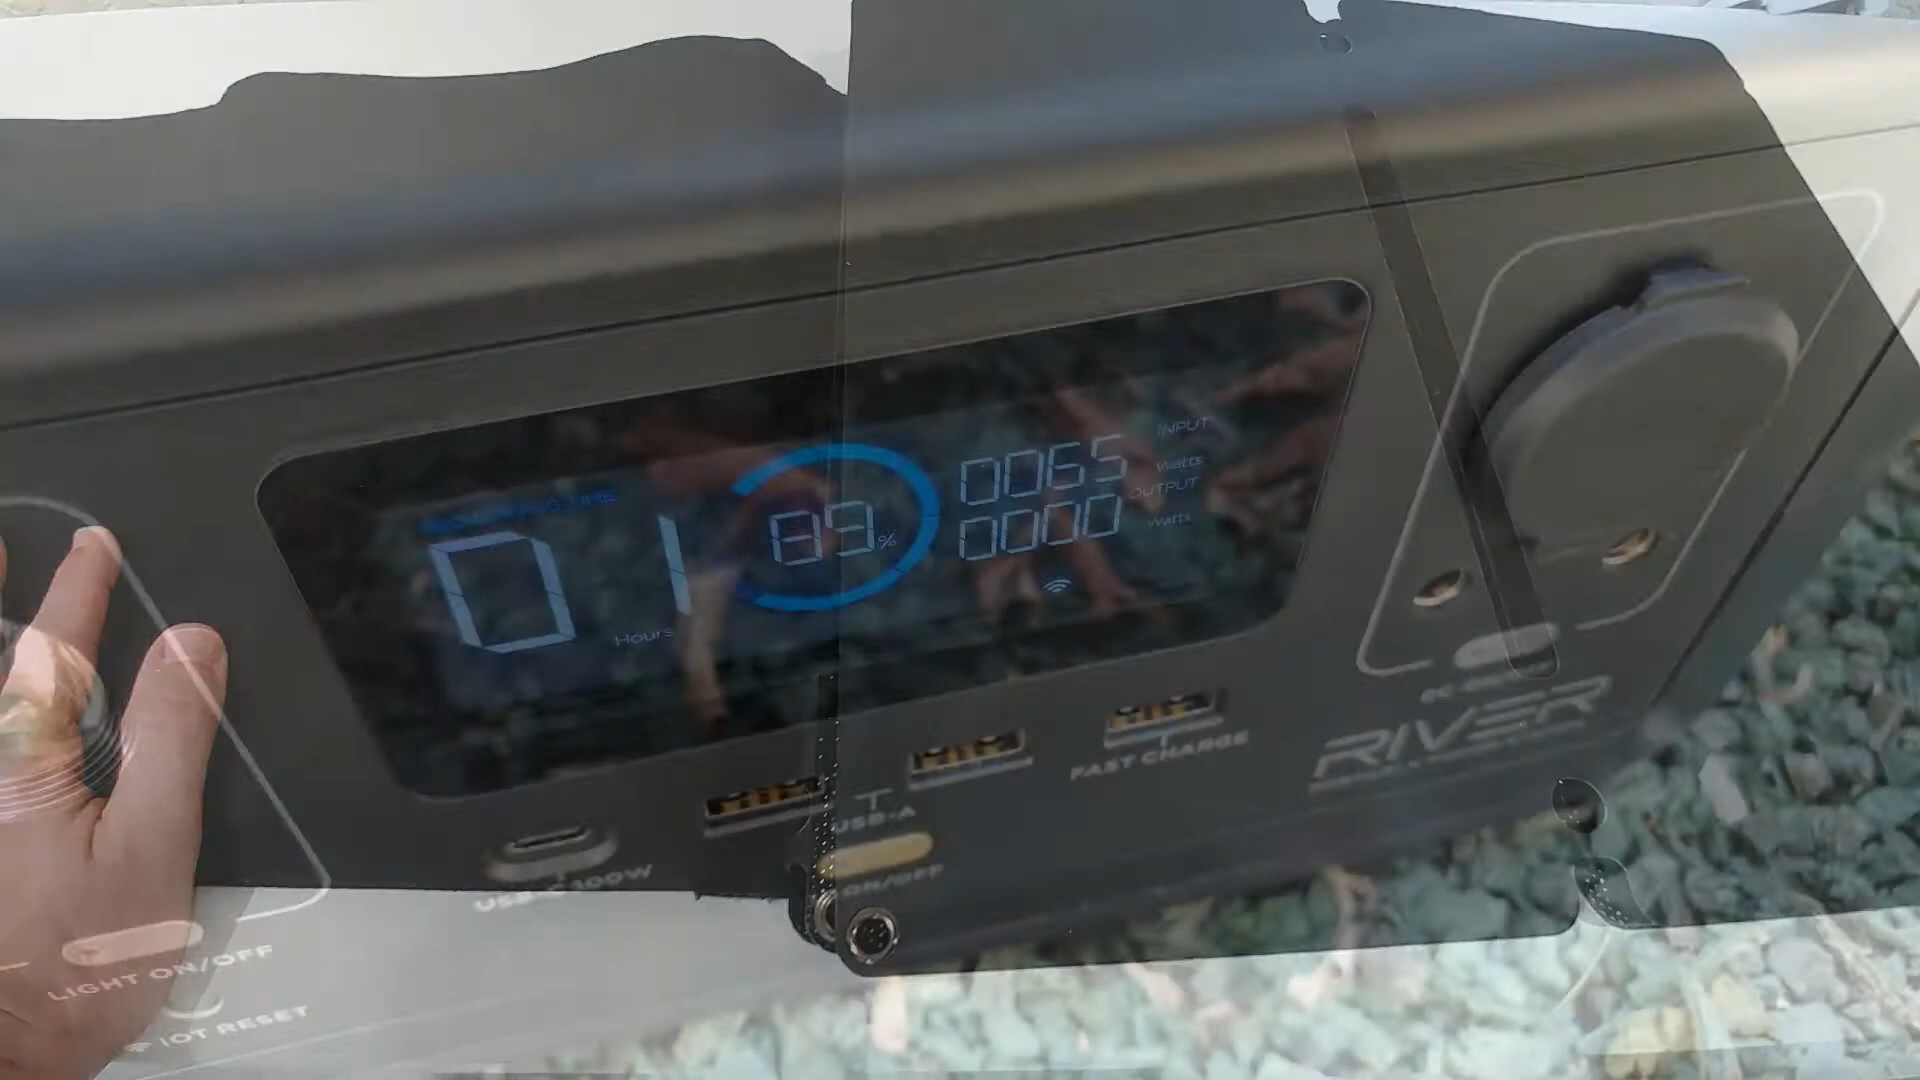 01
Hours
89%
INPUT
0065
Watts
OUTPUT
0000
Watts
FAST CHARGE
RIVER
USB-A
ON/OFF
USB-C 100W
LIGHT ON/OFF
IOT RESET